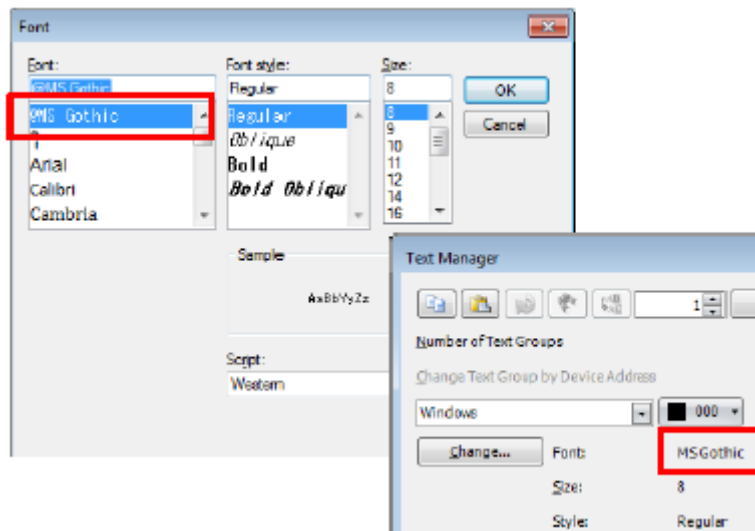 Font
Font:
@MS Gothic
@MS Gothic
Arial
Calibri
Cambria
Font style:
Regular
Regular
Oblique
Bold
Bold Obliqu
Size:
8
8
9
10
11
12
14
16
OK
Cancel
Sample
AaBbYyZz
Script:
Western
Text Manager
1
Number of Text Groups
Change Text Group by Device Address
Windows
000
Change...
Font:
MSGothic
Size:
8
Style:
Regular